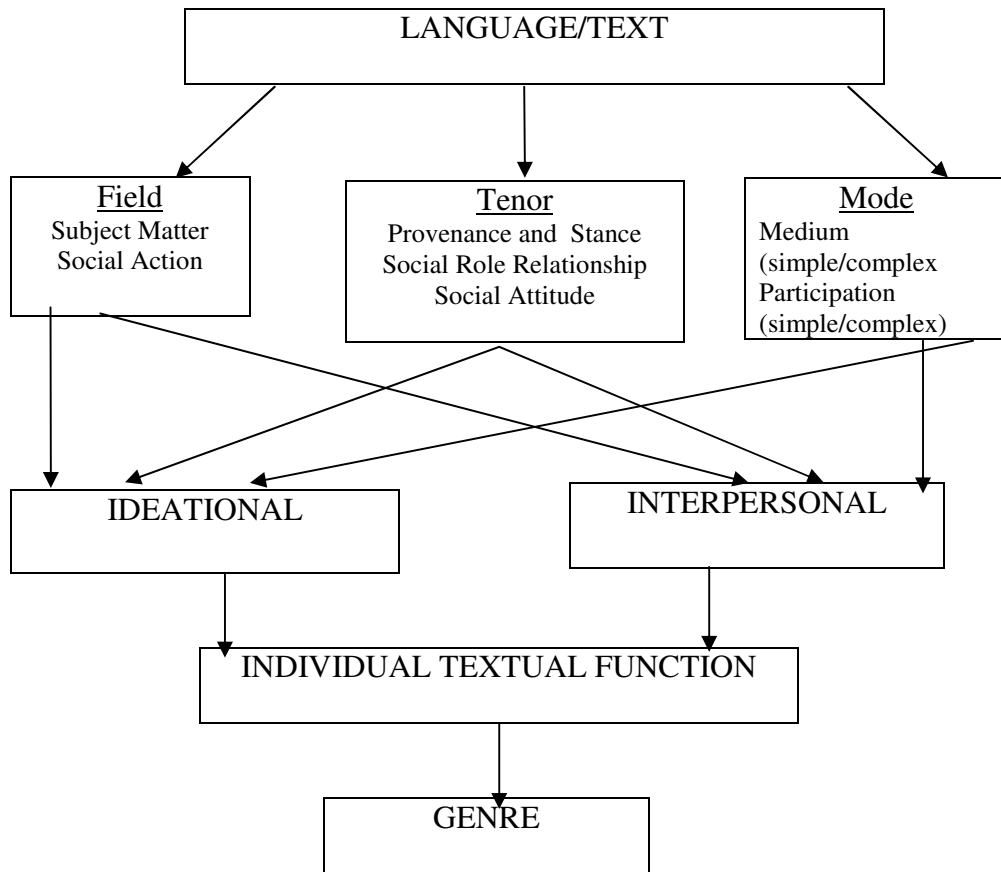 LANGUAGE/TEXT
Field
Subject Matter
Social Action
Tenor
Provenance and Stance
Social Role Relationship
Social Attitude
Mode
Medium
(simple/complex
Participation
(simple/complex)
IDEATIONAL
INTERPERSONAL
INDIVIDUAL TEXTUAL FUNCTION
GENRE